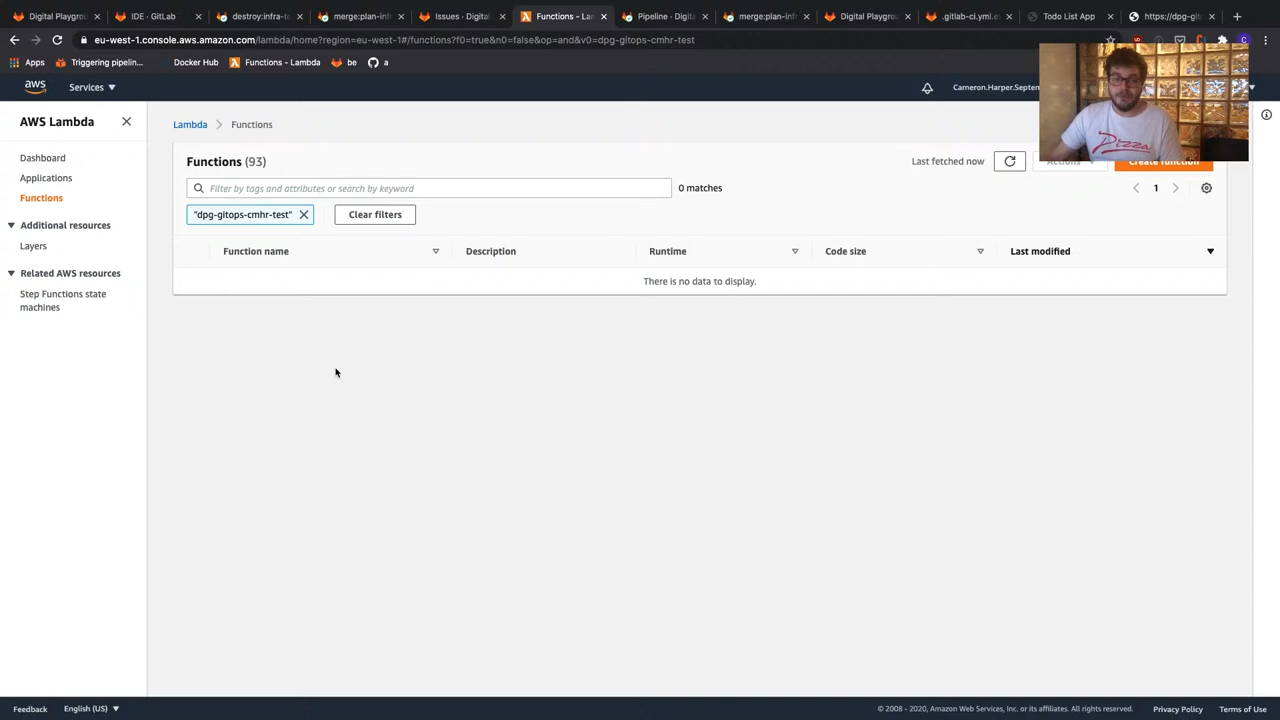 Functions - Lam
IDE · GitLab
destroy:infra-te
merge:plan-infr
Issues · Digital
Functions – La
Pipeline · Digita
merge:plan-infr
Digital Playgrou
.gitlab-ci.yml ed
Todo List App
https://dpg-git
eu-west-1.console.aws.amazon.com/lambda/home?region=eu-west-1#/functions?f0=true&n0=false&op=and&v0=dpg-gitops-cmhr-test
Apps
Triggering pipelin...
Docker Hub
Functions - Lambda
be
a
aws
Services
Cameron.Harper.Septem
AWS Lambda
Dashboard
Applications
Functions
Additional resources
Layers
Related AWS resources
Step Functions state
machines
Lambda > Functions
Functions (93)
Last fetched now
Actions
Create function
Filter by tags and attributes or search by keyword
0 matches
1
"dpg-gitops-cmhr-test"
Clear filters
Function name
Description
Runtime
Code size
Last modified
There is no data to display.
Pizza
Feedback
English (US)
© 2008 - 2020, Amazon Web Services, Inc. or its affiliates. All rights reserved.
Privacy Policy
Terms of Use